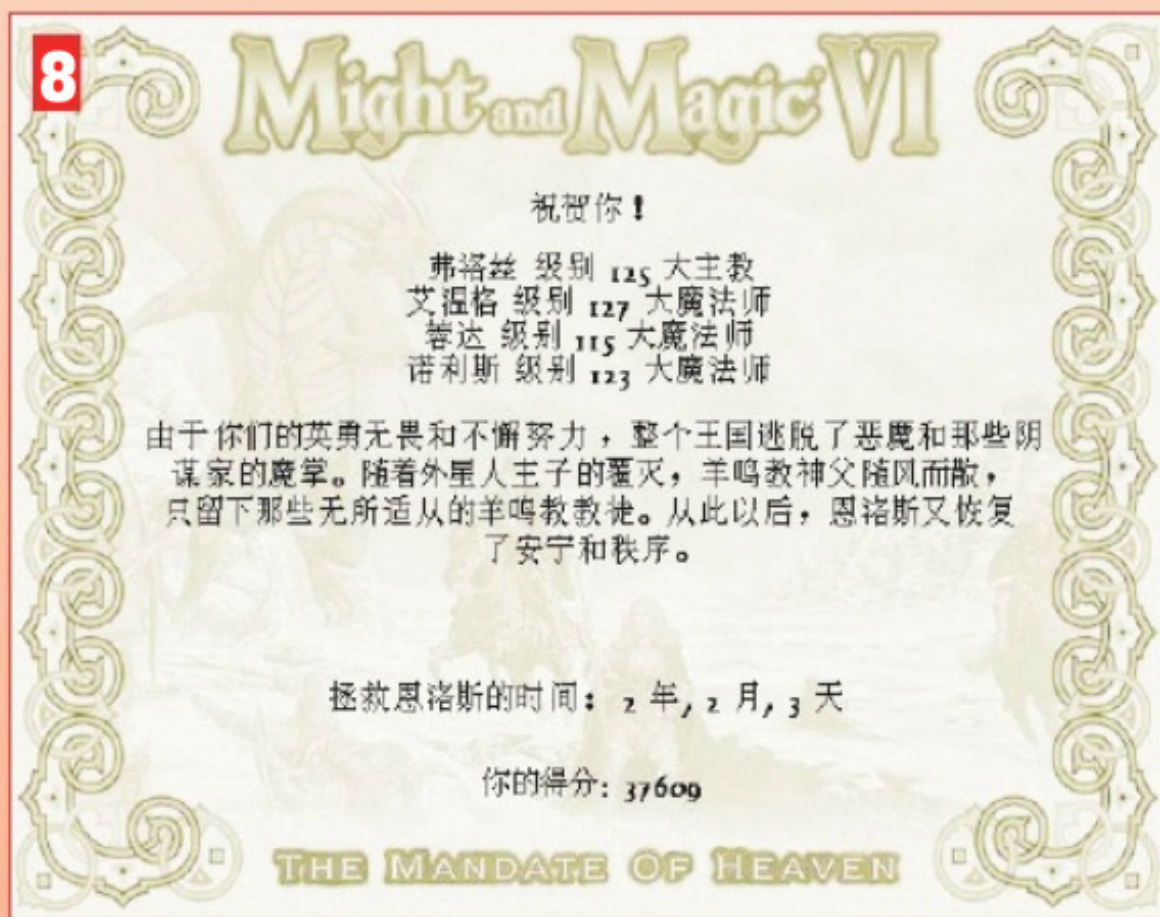 8
Might and Magic VI
祝贺你！
弗洛兹 级别 125 大主教
艾温格 级别 127 大魔法师
蓉达 级别 115 大魔法师
诺利斯 级别 123 大魔法师
由于你们的英勇无畏和不懈努力，整个王国逃脱了恶魔和那些阴
谋家的魔掌。随着外星人主子的覆灭，羊鸣教神父随风而散，
只留下那些无所适从的羊鸣教教徒。从此以后，恩洛斯又恢复
了安宁和秩序。
拯救恩洛斯的时间：2 年, 2 月, 3 天
你的得分: 37609
THE MANDATE OF HEAVEN